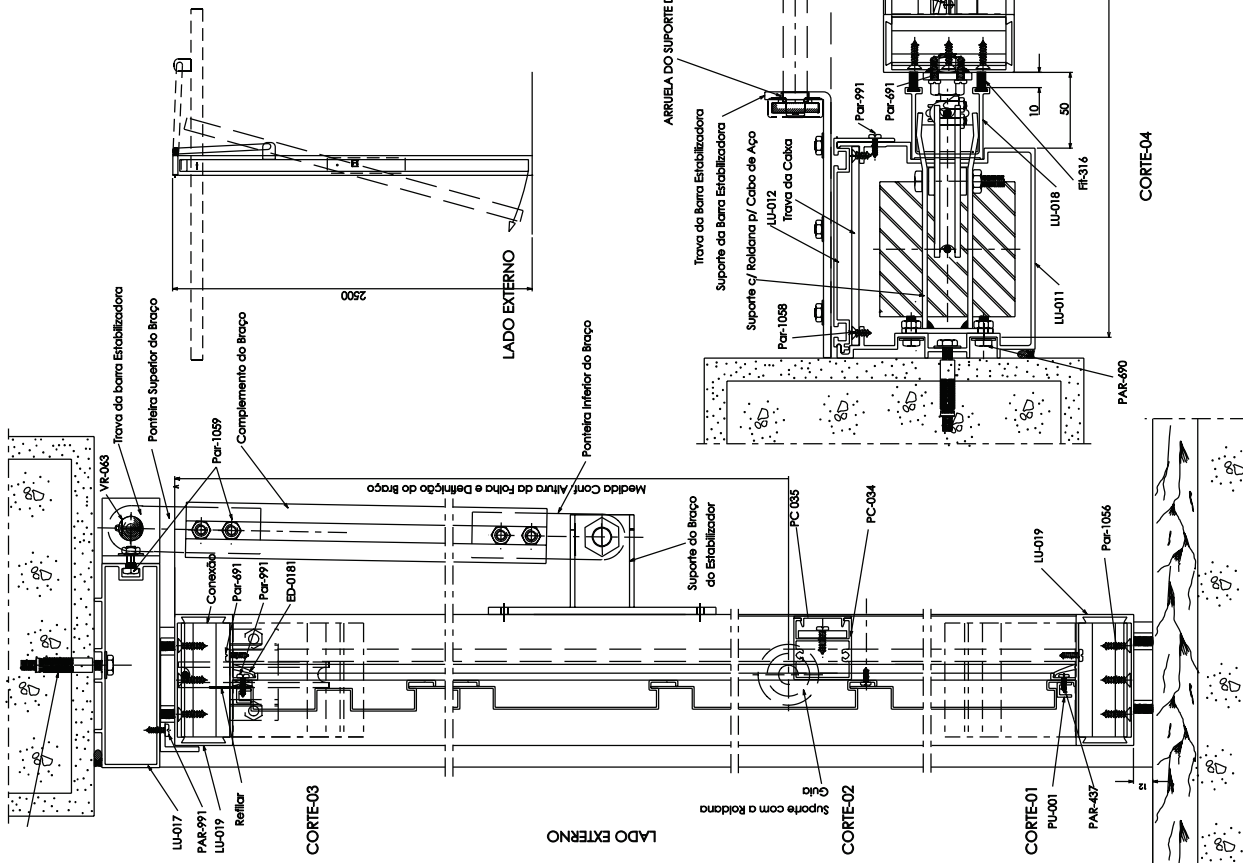 VR-063
Trava da barra Estabilizadora
Ponteira Superior do Braço
Par-1059
Complemento do Braço
Medida Conf. Altura da Folha e Definição do Braço
Ponteira Inferior do Braço
Suporte do Braço
do Estabilizador
PC 035
PC-034
LU-019
Par-1056
Conexão
Par-691
Par-991
ED-0181
LU-017
PAR-991
LU-019
Refilar
CORTE-03
LADO EXTERNO
Suporte com a Roldana
Guia
CORTE-02
CORTE-01
PU-001
PAR-437
12
2500
LADO EXTERNO
ARRUELA DO SUPORTE D
Trava da Barra Estabilizadora
Suporte da Barra Estabilizadora
LU-012
Trava da Caixa
Suporte c/ Roldana p/ Cabo de Aço
Par-1058
Par-991
Par-691
10
50
Fit-316
LU-018
LU-011
PAR-690
CORTE-04